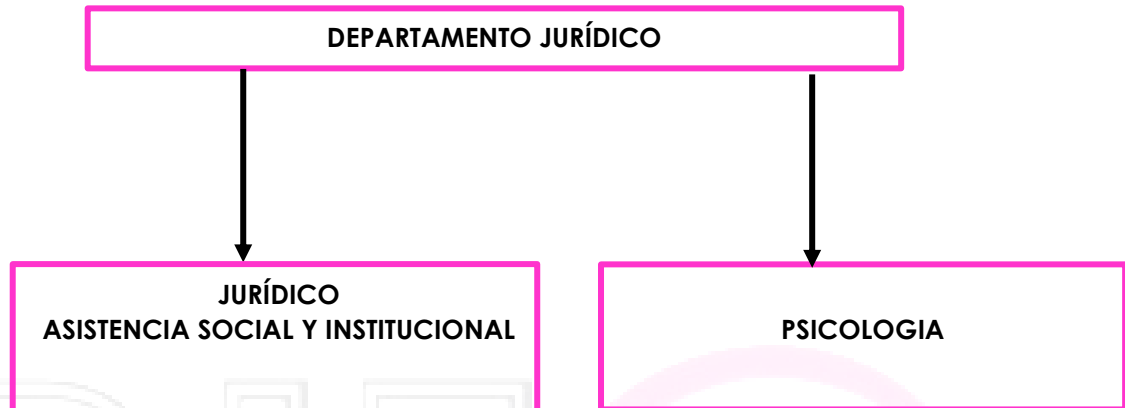 DEPARTAMENTO JURÍDICO
JURÍDICO
ASISTENCIA SOCIAL Y INSTITUCIONAL
PSICOLOGIA